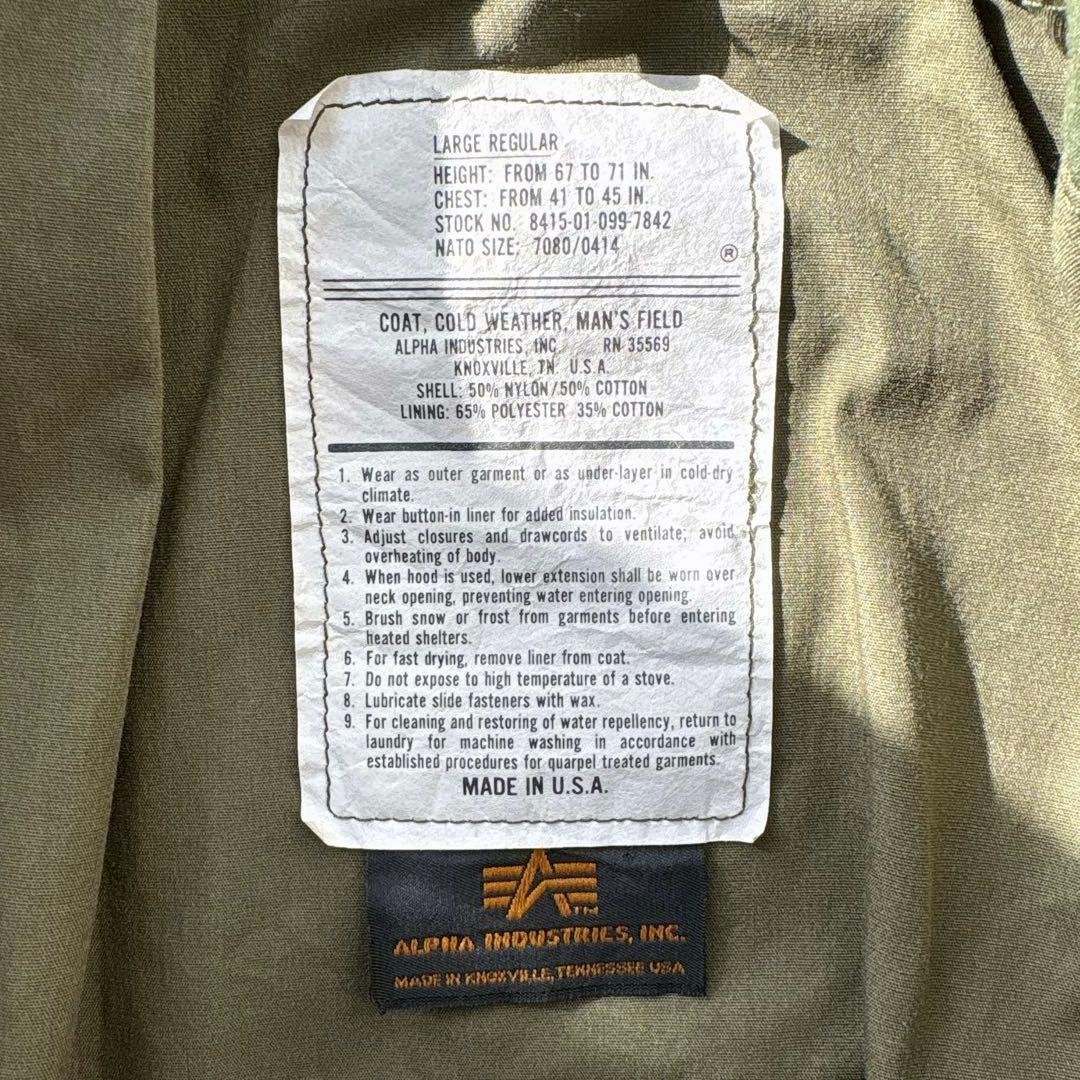 LARGE REGULAR
HEIGHT: FROM 67 TO 71 IN.
CHEST: FROM 41 TO 45 IN.
STOCK NO. 8415-01-099-7842
NATO SIZE: 7080/0414
®
COAT, COLD WEATHER, MAN'S FIELD
ALPHA INDUSTRIES, INC. RN 35569
KNOXVILLE, TN. U.S.A.
SHELL: 50% NYLON/50% COTTON
LINING: 65% POLYESTER 35% COTTON
1. Wear as outer garment or as under-layer in cold-dry
climate.
2. Wear button-in liner for added insulation.
3. Adjust closures and drawcords to ventilate; avoid
overheating of body.
4. When hood is used, lower extension shall be worn over
neck opening, preventing water entering opening.
5. Brush snow or frost from garments before entering
heated shelters.
6. For fast drying, remove liner from coat.
7. Do not expose to high temperature of a stove.
8. Lubricate slide fasteners with wax.
9. For cleaning and restoring of water repellency, return to
laundry for machine washing in accordance with
established procedures for quarpel treated garments.
MADE IN U.S.A.
A TM
ALPHA INDUSTRIES, INC.
MADE IN KNOXVILLE, TENNESSEE USA